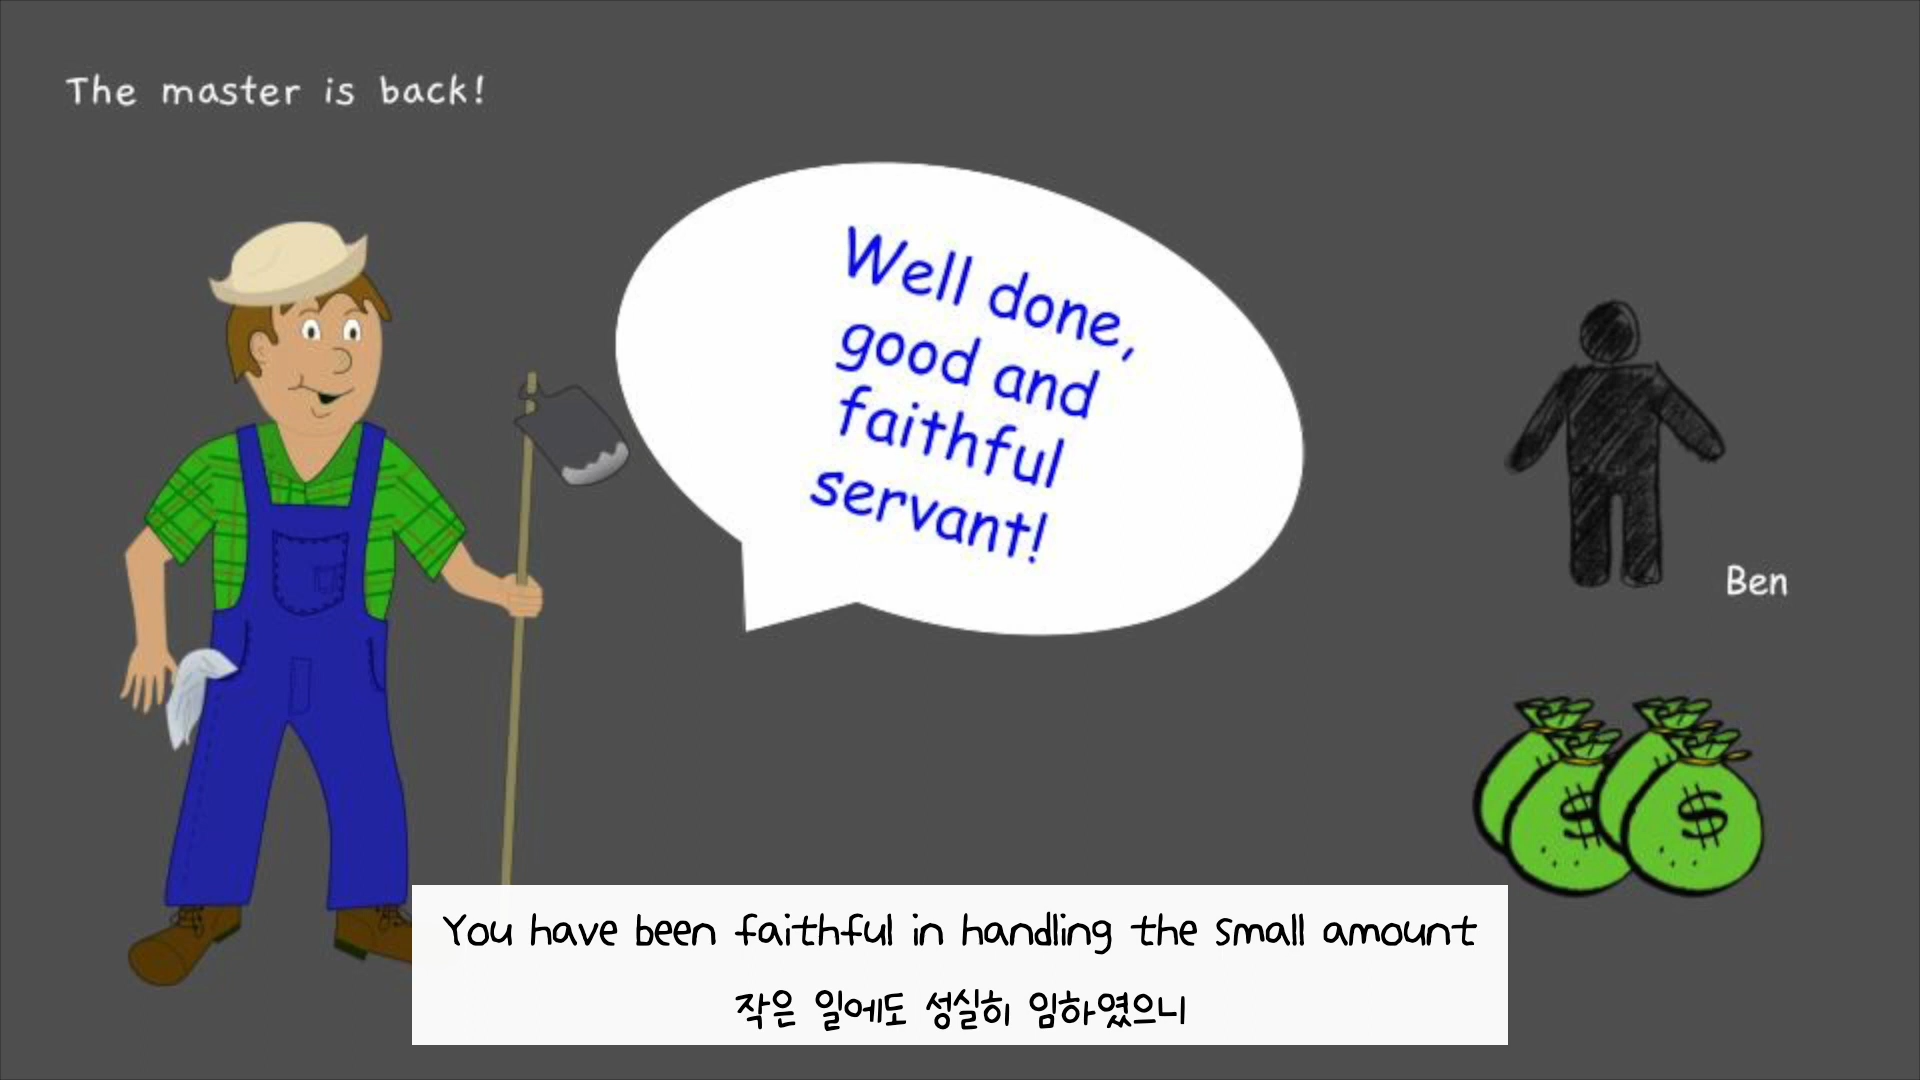 The master is back!
Well done,
good and
faithful
servant!
Ben
$ $
You have been faithful in handling the small amount
작은 일에도 성실히 임하였으니